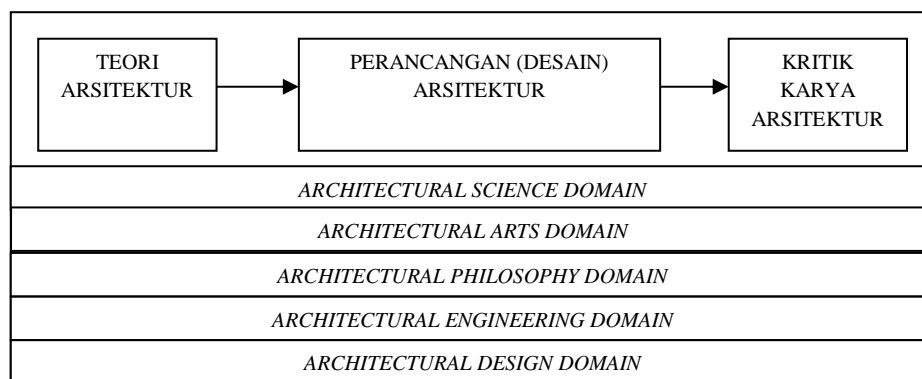 TEORI
ARSITEKTUR
PERANCANGAN (DESAIN)
ARSITEKTUR
KRITIK
KARYA
ARSITEKTUR
ARCHITECTURAL SCIENCE DOMAIN
ARCHITECTURAL ARTS DOMAIN
ARCHITECTURAL PHILOSOPHY DOMAIN
ARCHITECTURAL ENGINEERING DOMAIN
ARCHITECTURAL DESIGN DOMAIN